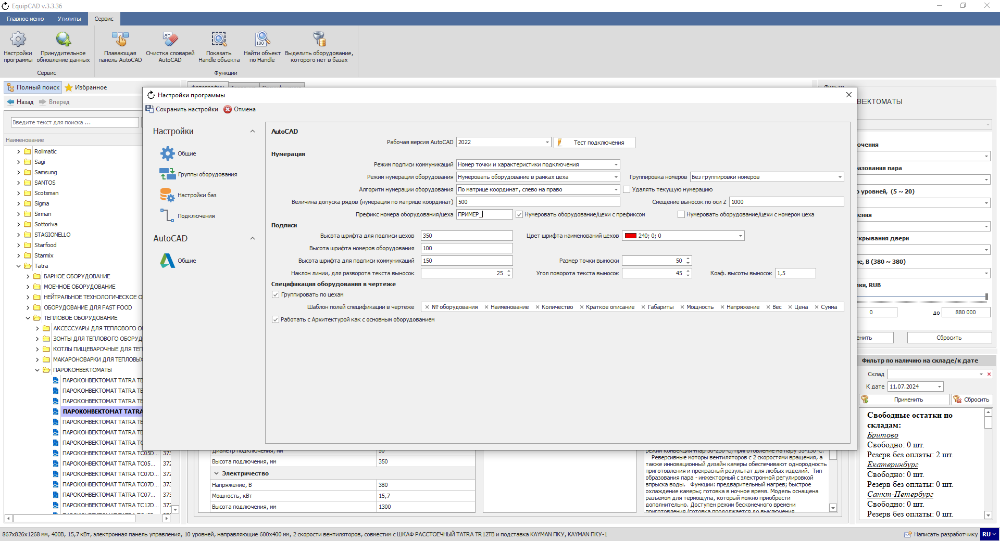 EquipCAD v.3.3.36
Главное меню Утилиты Сервис
Настройки программы
Принудительное обновление данных
Плавающая панель AutoCAD
Очистка словарей AutoCAD
Показать Handle объекта
Найти объект по Handle
Выделить оборудование, которого нет в базах
Сервис Функции
Полный поиск Избранное
Назад Вперед
Введите текст для поиска ...
Наименование
Rollmatic
Sagi
Samsung
SANTOS
Scotsman
Sigma
Sirman
Sottoriva
STAGIONELLO
Starfood
Starmix
Tatra
БАРНОЕ ОБОРУДОВАНИЕ
МОЕЧНОЕ ОБОРУДОВАНИЕ
НЕЙТРАЛЬНОЕ ТЕХНОЛОГИЧЕСКОЕ О
ОБОРУДОВАНИЕ ДЛЯ FAST FOOD
ТЕПЛОВОЕ ОБОРУДОВАНИЕ
АКСЕССУАРЫ ДЛЯ ТЕПЛОВОГО О
ЗОНТЫ ДЛЯ ТЕПЛОВОГО ОБОРУД
КОТЛЫ ПИЩЕВАРОЧНЫЕ ДЛЯ ТЕП
МАКАРОНОВАРКИ ДЛЯ ТЕПЛОВЫХ
ПАРОКОНВЕКТОМАТЫ
ПАРОКОНВЕКТОМАТ TATRA TE
ПАРОКОНВЕКТОМАТ TATRA TE
ПАРОКОНВЕКТОМАТ TATRA TE
ПАРОКОНВЕКТОМАТ TATRA
ПАРОКОНВЕКТОМАТ TATRA TE
ПАРОКОНВЕКТОМАТ TATRA TE
ПАРОКОНВЕКТОМАТ TATRA TC
ПАРОКОНВЕКТОМАТ TATRA TC05D... 373
ПАРОКОНВЕКТОМАТ TATRA TC05... 372
ПАРОКОНВЕКТОМАТ TATRA TC07D... 372
ПАРОКОНВЕКТОМАТ TATRA TC07D... 373
ПАРОКОНВЕКТОМАТ TATRA TC07... 373
ПАРОКОНВЕКТОМАТ TATRA TC12D... 372
Настройки программы
Сохранить настройки Отмена
Настройки
Общие
Группы оборудования
Настройки баз
Подключения
AutoCAD
Общие
AutoCAD
Рабочая версия AutoCAD 2022 Тест подключения
Нумерация
Режим подписи коммуникаций Номер точки и характеристики подключения
Режим нумерации оборудования Нумеровать оборудование в рамках цеха Группировка номеров Без группировки номеров
Алгоритм нумерации оборудования По матрице координат, слево на право Удалять текущую нумерацию
Величина допуска рядов (нумерация по матрице координат) 500 Смещение выносок по оси Z 1000
Префикс номера оборудования/цеха ПРИМЕР_ Нумеровать оборудование/цехи с префиксом Нумеровать оборудование/цехи с номером цеха
Подписи
Высота шрифта для подписи цехов 350 Цвет шрифта наименований цехов 240; 0; 0
Высота шрифта номеров оборудования 100
Высота шрифта для подписи коммуникаций 150 Размер точки выноски 50
Наклон линии, для разворота текста выносок 25 Угол поворота текста выносок 45 Коэф. высоты выносок 1,5
Спецификация оборудования в чертеже
Группировать по цехам
Шаблон полей спецификации в чертеже × № оборудования × Наименование × Количество × Краткое описание × Габариты × Мощность × Напряжение × Вес × Цена × Сумма
Работать с Архитектурой как с основным оборудованием
Диаметр подключения, мм 50
Высота подлючения, мм 350
Электричество
Напряжение, В 380
Мощность, кВт 15,7
Высота подлючения, мм 1300
режим конвекция+пар 30-250°С, приготовление на пару 35-130°С.
Реверсивные моторы вентиляторов с 2 скоростями вращения, а
также инновационный дизайн камеры обеспечивают однородность
приготовления и прекрасный результат для любых изделий. Тип
образования пара - инжекторный с электронной регулировкой
впрыска воды. Функции: предварительный нагрев; быстрое
охлаждение камеры; готовка в ночное время. Модель оснащена
разъемом для термощупа, который можно приобрести
дополнительно. Доступен режим бесконечного времени
приготовления (готовка продолжается до выключения
Фильтр
ВЕКТОМАТЫ
ючения
разования пара
о уровней, (5 ~ 20)
ения
ткрывания двери
ие, В (380 ~ 380)
лки, RUB
0 до 880 000
енить Сбросить
Фильтр по наличию на складе/к дате
Склад
К дате 11.07.2024
Применить Сбросить
Свободные остатки по
складам:
Бритово
Свободно: 0 шт.
Резерв без оплаты: 2 шт.
Екатеринбург
Свободно: 0 шт.
Резерв без оплаты: 0 шт.
Санкт-Петербург
Свободно: 0 шт.
Резерв без оплаты: 0 шт.
867x826x1268 мм, 400В, 15,7 кВт, электронная панель управления, 10 уровней, направляющие 600x400 мм, 2 скорости вентиляторов, совместим с ШКАФ РАССТОЕЧНЫЙ TATRA TR12TB и подставка KAYMAN ПКУ, KAYMAN ПКУ-1
Написать разработчику RU